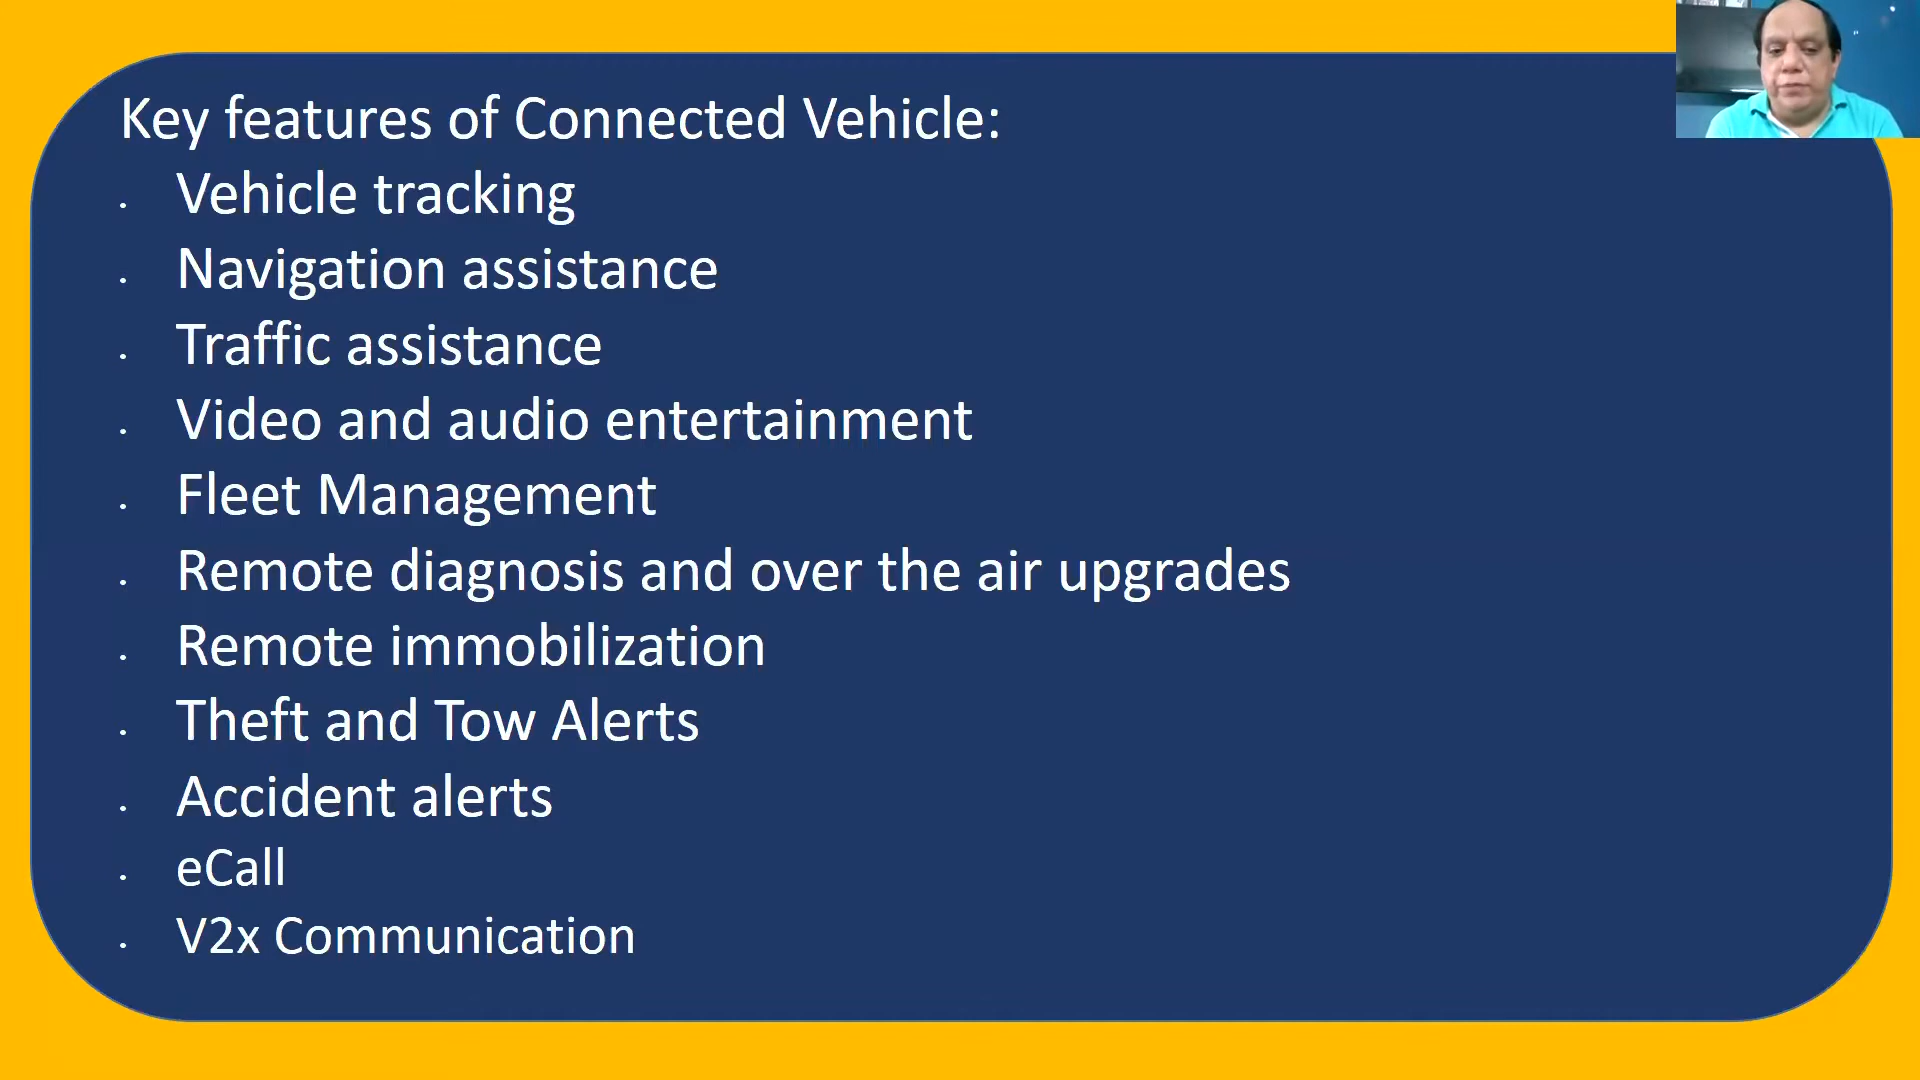 Key features of Connected Vehicle:
• Vehicle tracking
• Navigation assistance
• Traffic assistance
• Video and audio entertainment
• Fleet Management
• Remote diagnosis and over the air upgrades
• Remote immobilization
• Theft and Tow Alerts
• Accident alerts
• eCall
• V2x Communication